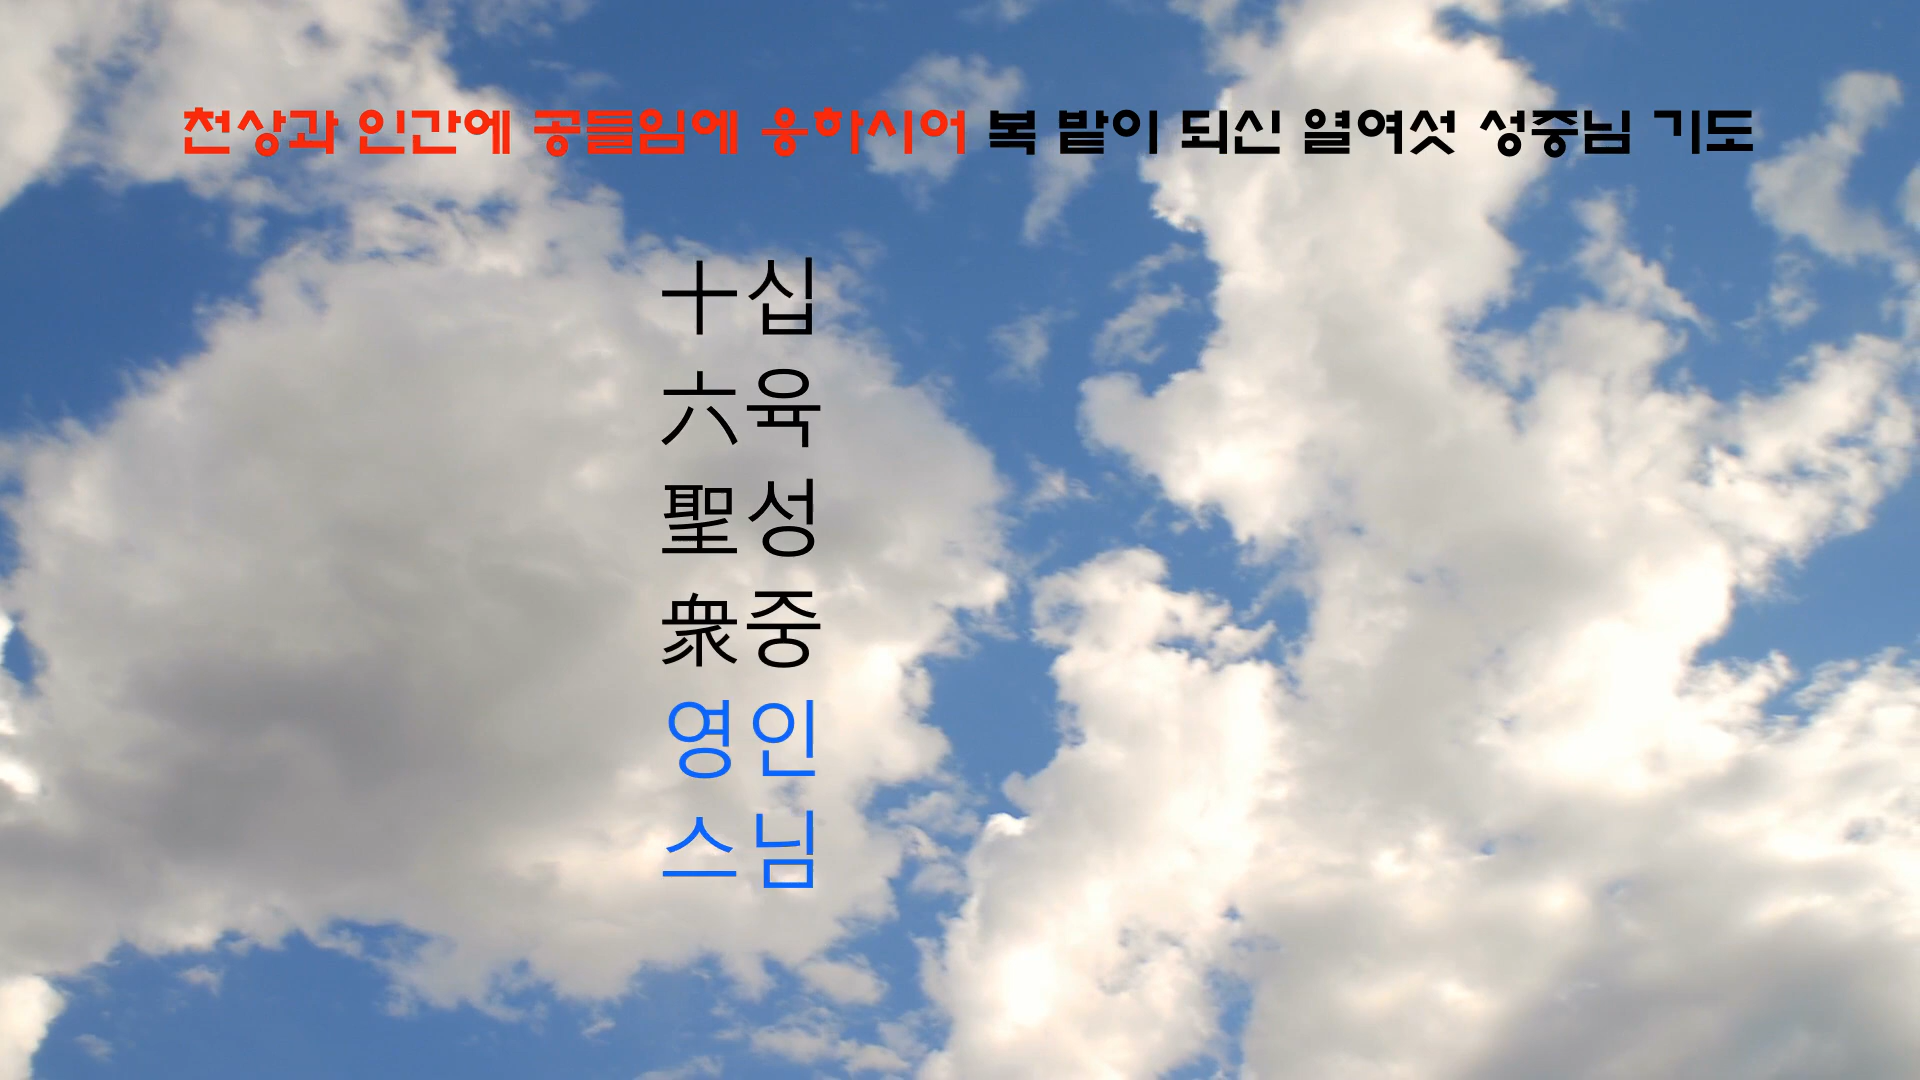 천상과 인간에 공들임에 응하시어 복 밭이 되신 열여섯 성중님 기도
十십
六육
聖성
衆중
영인
스님